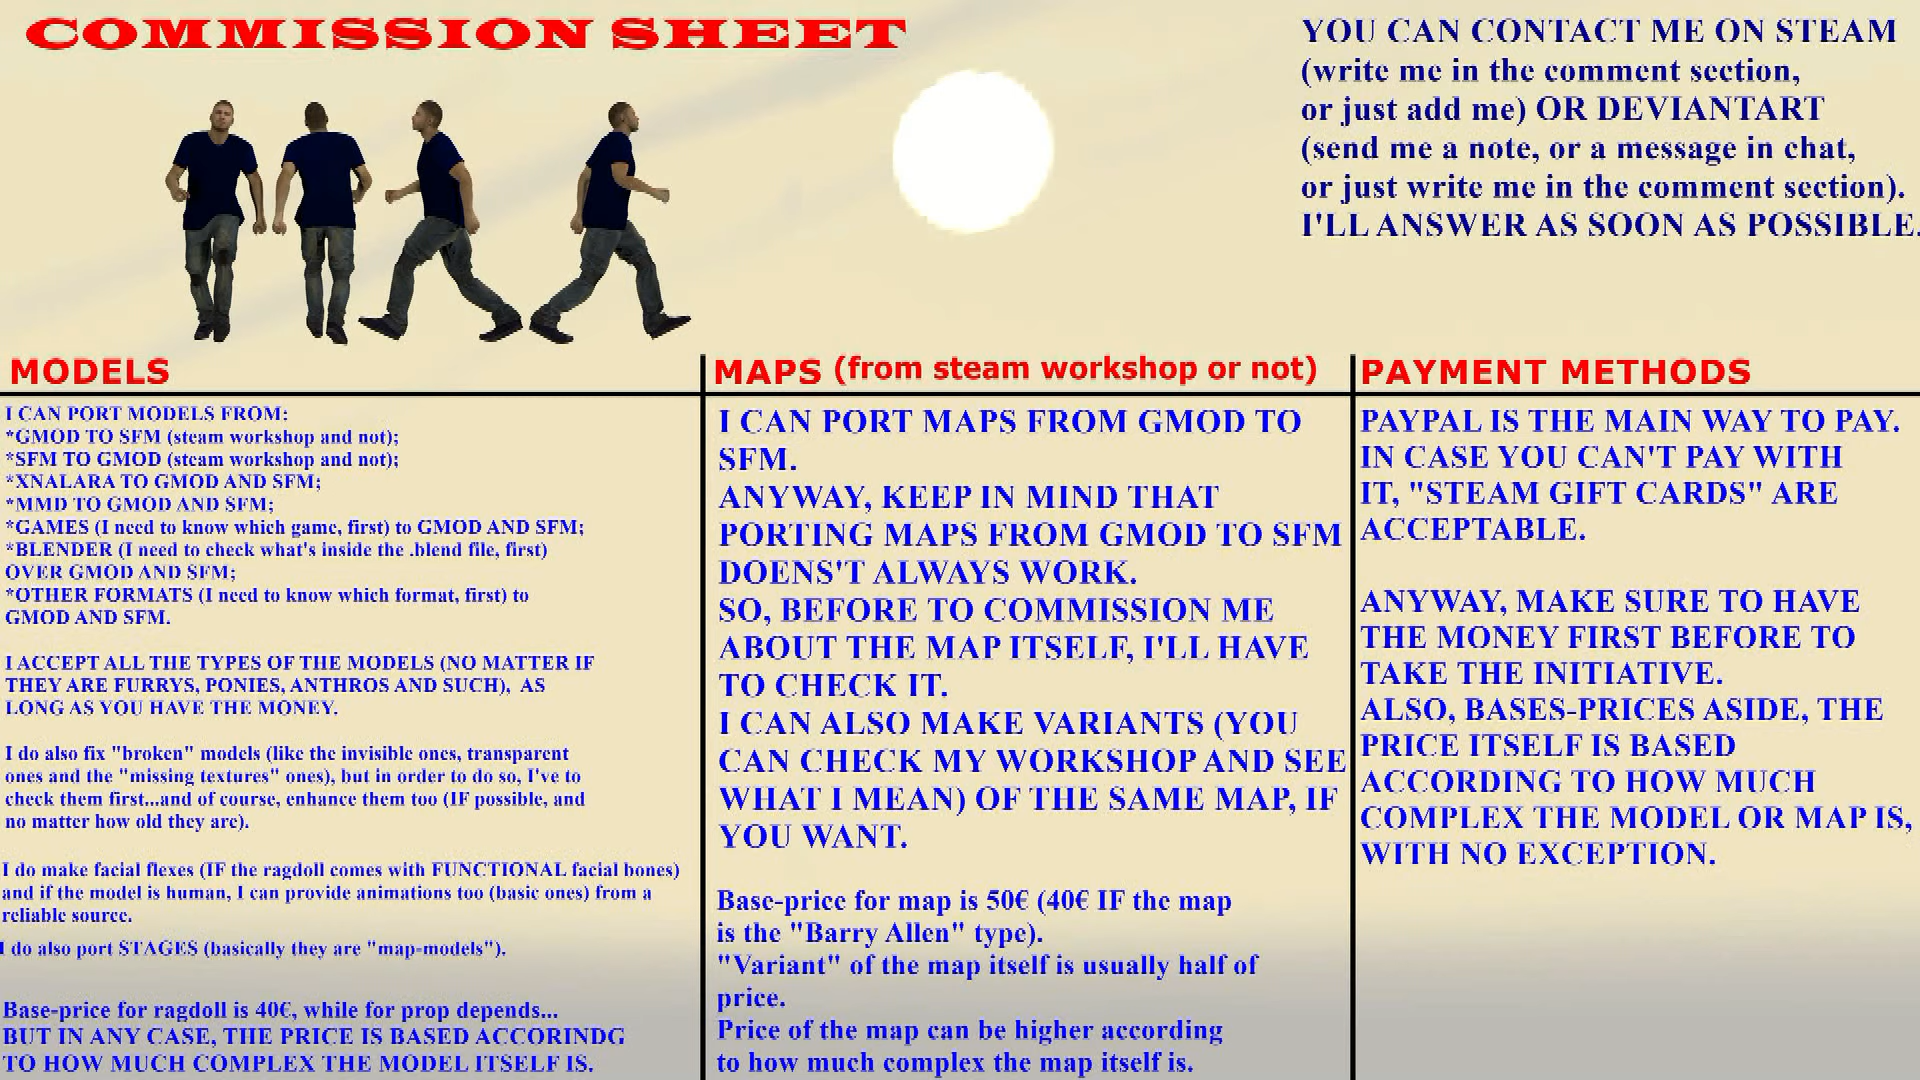 COMMISSION SHEET
YOU CAN CONTACT ME ON STEAM
(write me in the comment section,
or just add me) OR DEVIANTART
(send me a note, or a message in chat,
or just write me in the comment section).
I'LL ANSWER AS SOON AS POSSIBLE.
MODELS
I CAN PORT MODELS FROM:
*GMOD TO SFM (steam workshop and not);
*SFM TO GMOD (steam workshop and not);
*XNALARA TO GMOD AND SFM;
*MMD TO GMOD AND SFM;
*GAMES (I need to know which game, first) to GMOD AND SFM;
*BLENDER (I need to check what's inside the .blend file, first)
OVER GMOD AND SFM;
*OTHER FORMATS (I need to know which format, first) to
GMOD AND SFM.
I ACCEPT ALL THE TYPES OF THE MODELS (NO MATTER IF
THEY ARE FURRYS, PONIES, ANTHROS AND SUCH), AS
LONG AS YOU HAVE THE MONEY.
I do also fix "broken" models (like the invisible ones, transparent
ones and the "missing textures" ones), but in order to do so, I've to
check them first...and of course, enhance them too (IF possible, and
no matter how old they are).
I do make facial flexes (IF the ragdoll comes with FUNCTIONAL facial bones)
and if the model is human, I can provide animations too (basic ones) from a
reliable source.
I do also port STAGES (basically they are "map-models").
Base-price for ragdoll is 40€, while for prop depends...
BUT IN ANY CASE, THE PRICE IS BASED ACCORINDG
TO HOW MUCH COMPLEX THE MODEL ITSELF IS.
MAPS (from steam workshop or not)
I CAN PORT MAPS FROM GMOD TO
SFM.
ANYWAY, KEEP IN MIND THAT
PORTING MAPS FROM GMOD TO SFM
DOENS'T ALWAYS WORK.
SO, BEFORE TO COMMISSION ME
ABOUT THE MAP ITSELF, I'LL HAVE
TO CHECK IT.
I CAN ALSO MAKE VARIANTS (YOU
CAN CHECK MY WORKSHOP AND SEE
WHAT I MEAN) OF THE SAME MAP, IF
YOU WANT.
Base-price for map is 50€ (40€ IF the map
is the "Barry Allen" type).
"Variant" of the map itself is usually half of
price.
Price of the map can be higher according
to how much complex the map itself is.
PAYMENT METHODS
PAYPAL IS THE MAIN WAY TO PAY.
IN CASE YOU CAN'T PAY WITH
IT, "STEAM GIFT CARDS" ARE
ACCEPTABLE.
ANYWAY, MAKE SURE TO HAVE
THE MONEY FIRST BEFORE TO
TAKE THE INITIATIVE.
ALSO, BASES-PRICES ASIDE, THE
PRICE ITSELF IS BASED
ACCORDING TO HOW MUCH
COMPLEX THE MODEL OR MAP IS,
WITH NO EXCEPTION.